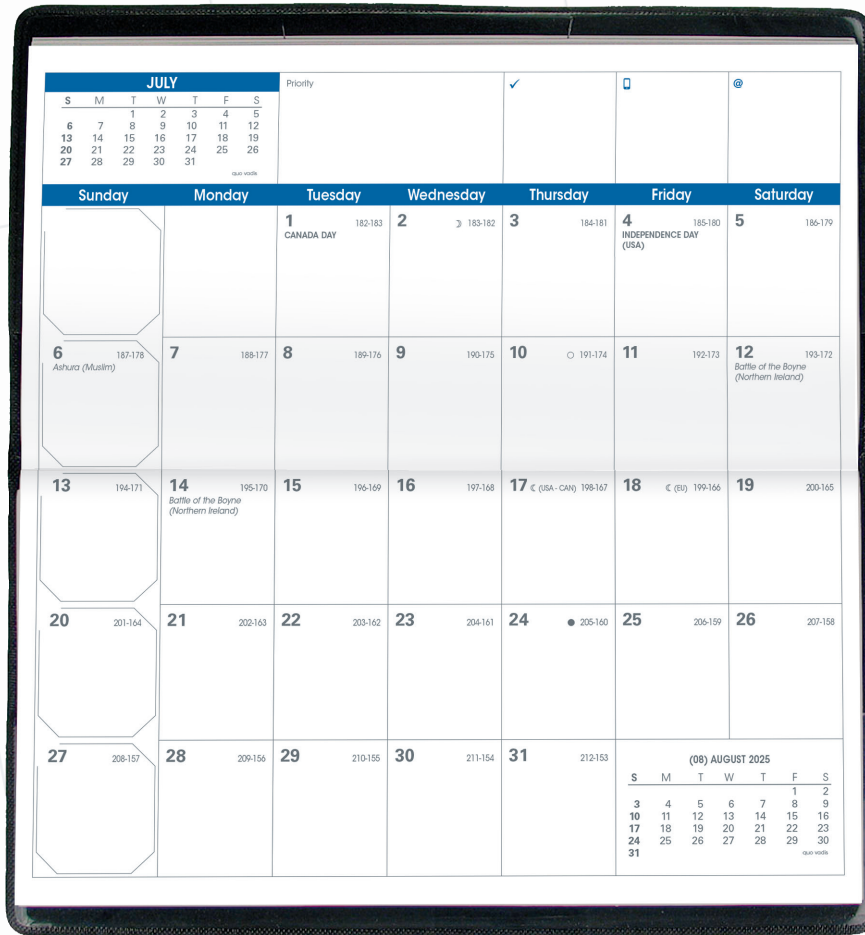 JULY
S M T W T F S
1 2 3 4 5
6 7 8 9 10 11 12
13 14 15 16 17 18 19
20 21 22 23 24 25 26
27 28 29 30 31
quo vadis
Priority
✓
@
Sunday Monday Tuesday Wednesday Thursday Friday Saturday
1 182-183 2 ☽ 183-182 3 184-181 4 185-180 5 186-179
CANADA DAY INDEPENDENCE DAY
(USA)
6 187-178 7 188-177 8 189-176 9 190-175 10 ○ 191-174 11 192-173 12 193-172
Ashura (Muslim) Battle of the Boyne
(Northern Ireland)
13 194-171 14 195-170 15 196-169 16 197-168 17 ☾ (USA - CAN) 198-167 18 ☾ (EU) 199-166 19 200-165
Battle of the Boyne
(Northern Ireland)
20 201-164 21 202-163 22 203-162 23 204-161 24 ● 205-160 25 206-159 26 207-158
27 208-157 28 209-156 29 210-155 30 211-154 31 212-153
(08) AUGUST 2025
S M T W T F S
1 2
3 4 5 6 7 8 9
10 11 12 13 14 15 16
17 18 19 20 21 22 23
24 25 26 27 28 29 30
31
quo vadis